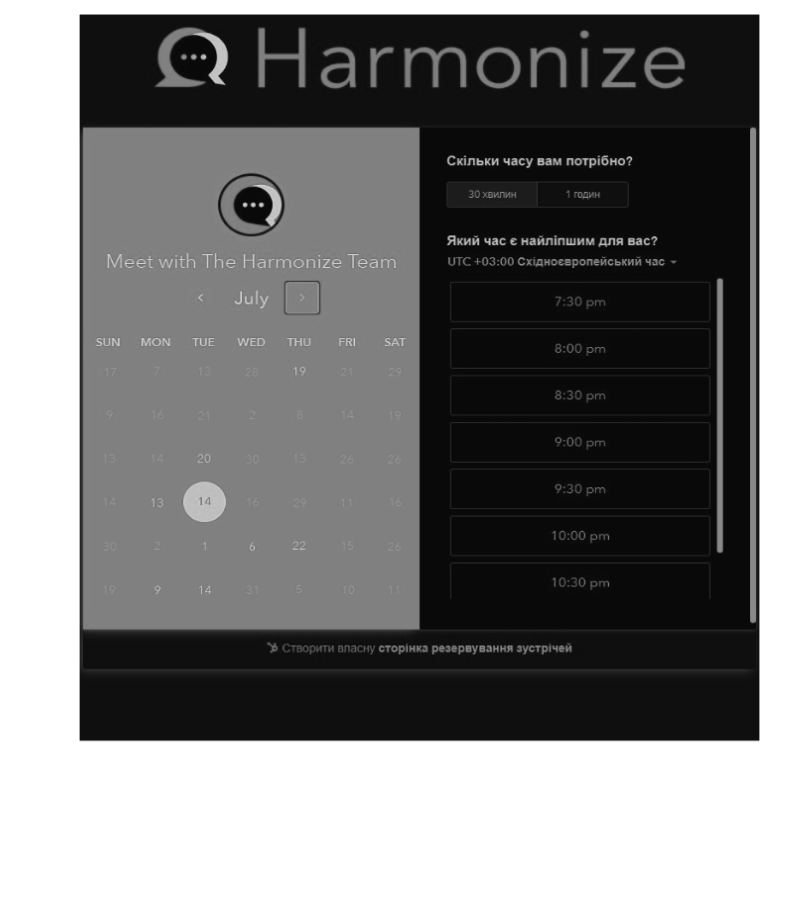 Harmonize
Meet with The Harmonize Team
July
SUN MON TUE WED THU FRI SAT
17 7 13 28 19 21 29
9 16 21 2 8 14 19
13 14 20 30 13 26 26
14 13 14 16 29 11 16
30 2 1 6 22 15 26
19 9 14 31 5 10 11
Скільки часу вам потрібно?
30 хвилин 1 годин
Який час є найліпшим для вас?
UTC +03:00 Східноєвропейський час
7:30 pm
8:00 pm
8:30 pm
9:00 pm
9:30 pm
10:00 pm
10:30 pm
Створити власну сторінка резервування зустрічей